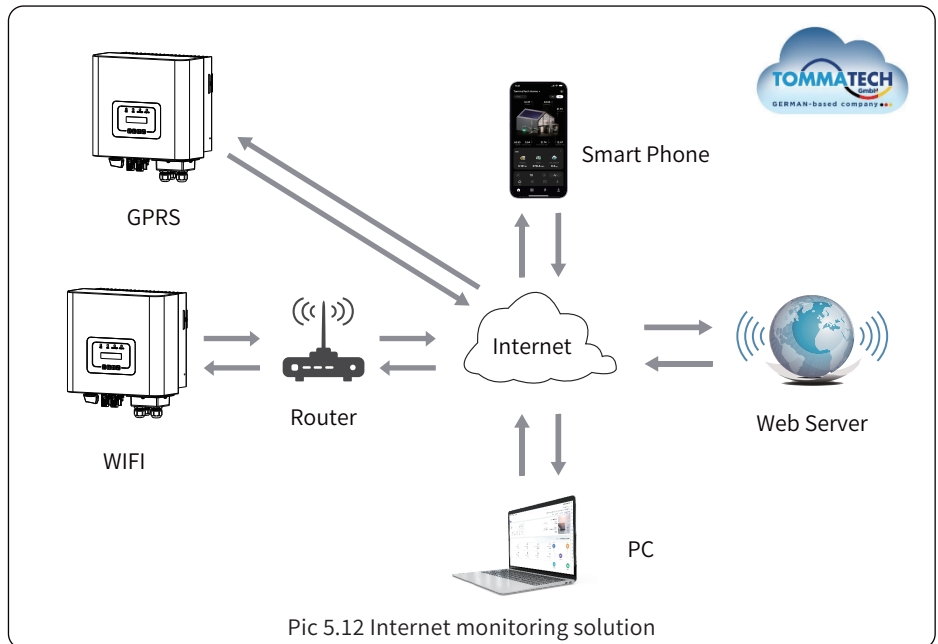 TOMMATECH
GmbH
GERMAN-based company
Smart Phone
GPRS
Internet
Router
WIFI
Web Server
PC
Pic 5.12 Internet monitoring solution